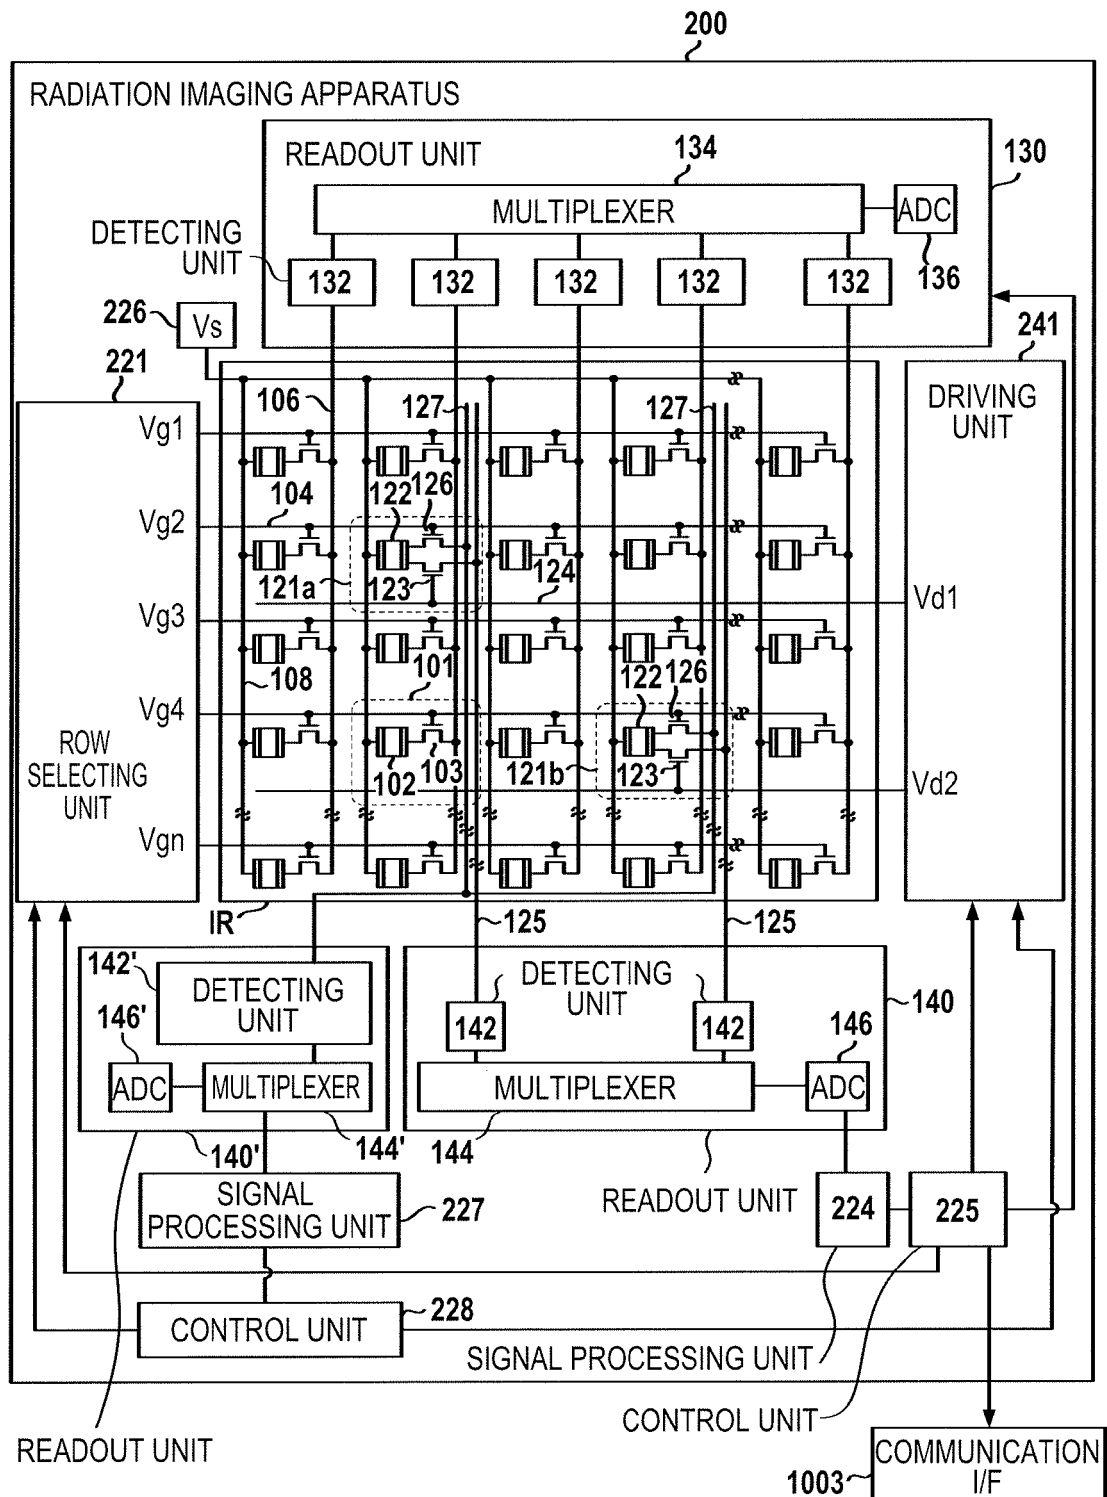 200
RADIATION IMAGING APPARATUS
READOUT UNIT
134
130
MULTIPLEXER
ADC
136
DETECTING
UNIT
132 132 132 132 132
226
Vs
241
221
106
127
127
DRIVING
UNIT
Vg1
122 126
104
Vg2
121a
123
124
Vd1
Vg3
101
122 126
108
Vg4
ROW
SELECTING
UNIT
102 103
121b
123
Vd2
Vgn
IR
125
125
142'
DETECTING
UNIT
DETECTING
UNIT
140
146'
142
142
146
ADC
MULTIPLEXER
MULTIPLEXER
ADC
140'
144'
144
READOUT UNIT
SIGNAL
PROCESSING UNIT
227
224
225
228
CONTROL UNIT
SIGNAL PROCESSING UNIT
CONTROL UNIT
READOUT UNIT
COMMUNICATION
I/F
1003